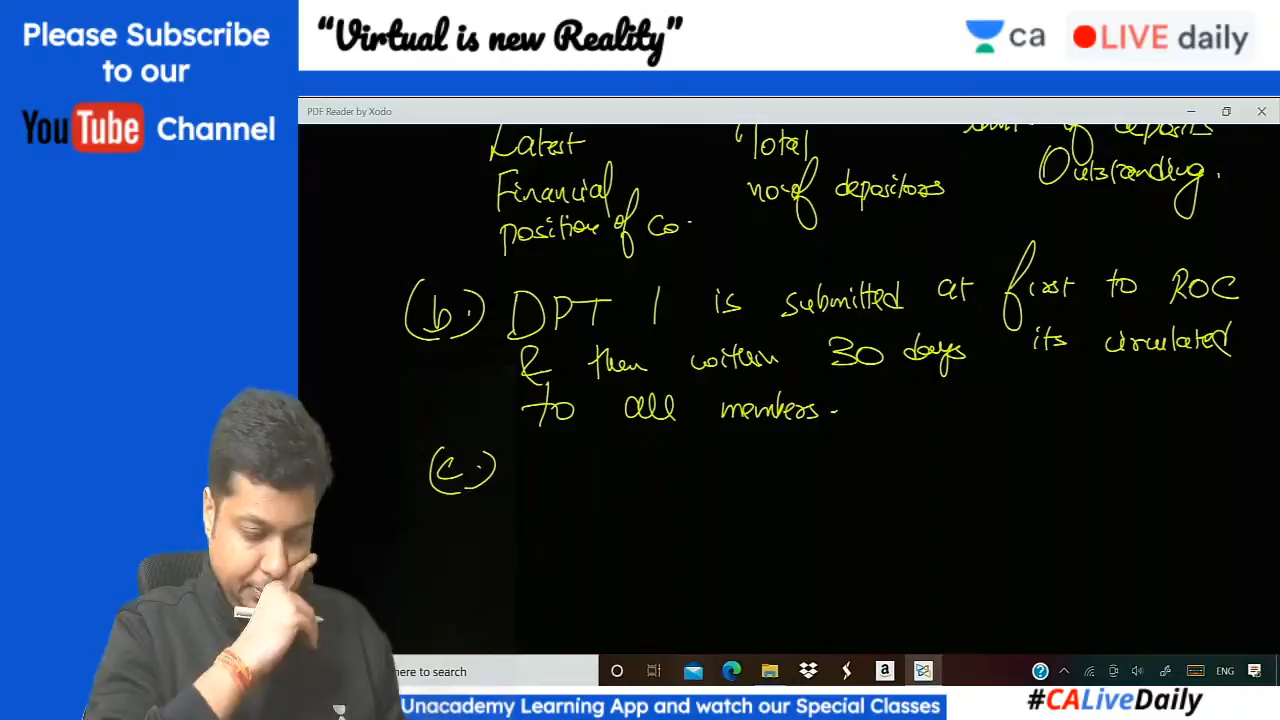 Please Subscribe
to our
YouTube Channel
“Virtual is new Reality”
ca
LIVE daily
PDF Reader by Xodo
of deposits
Latest Total Outstanding.
Financial no. of depositors
position of Co.
(b.) DPT 1 is submitted at first to ROC
& then within 30 days its circulated
to all members.
(c.)
here to search
ENG
#CALiveDaily
Unacademy Learning App and watch our Special Classes